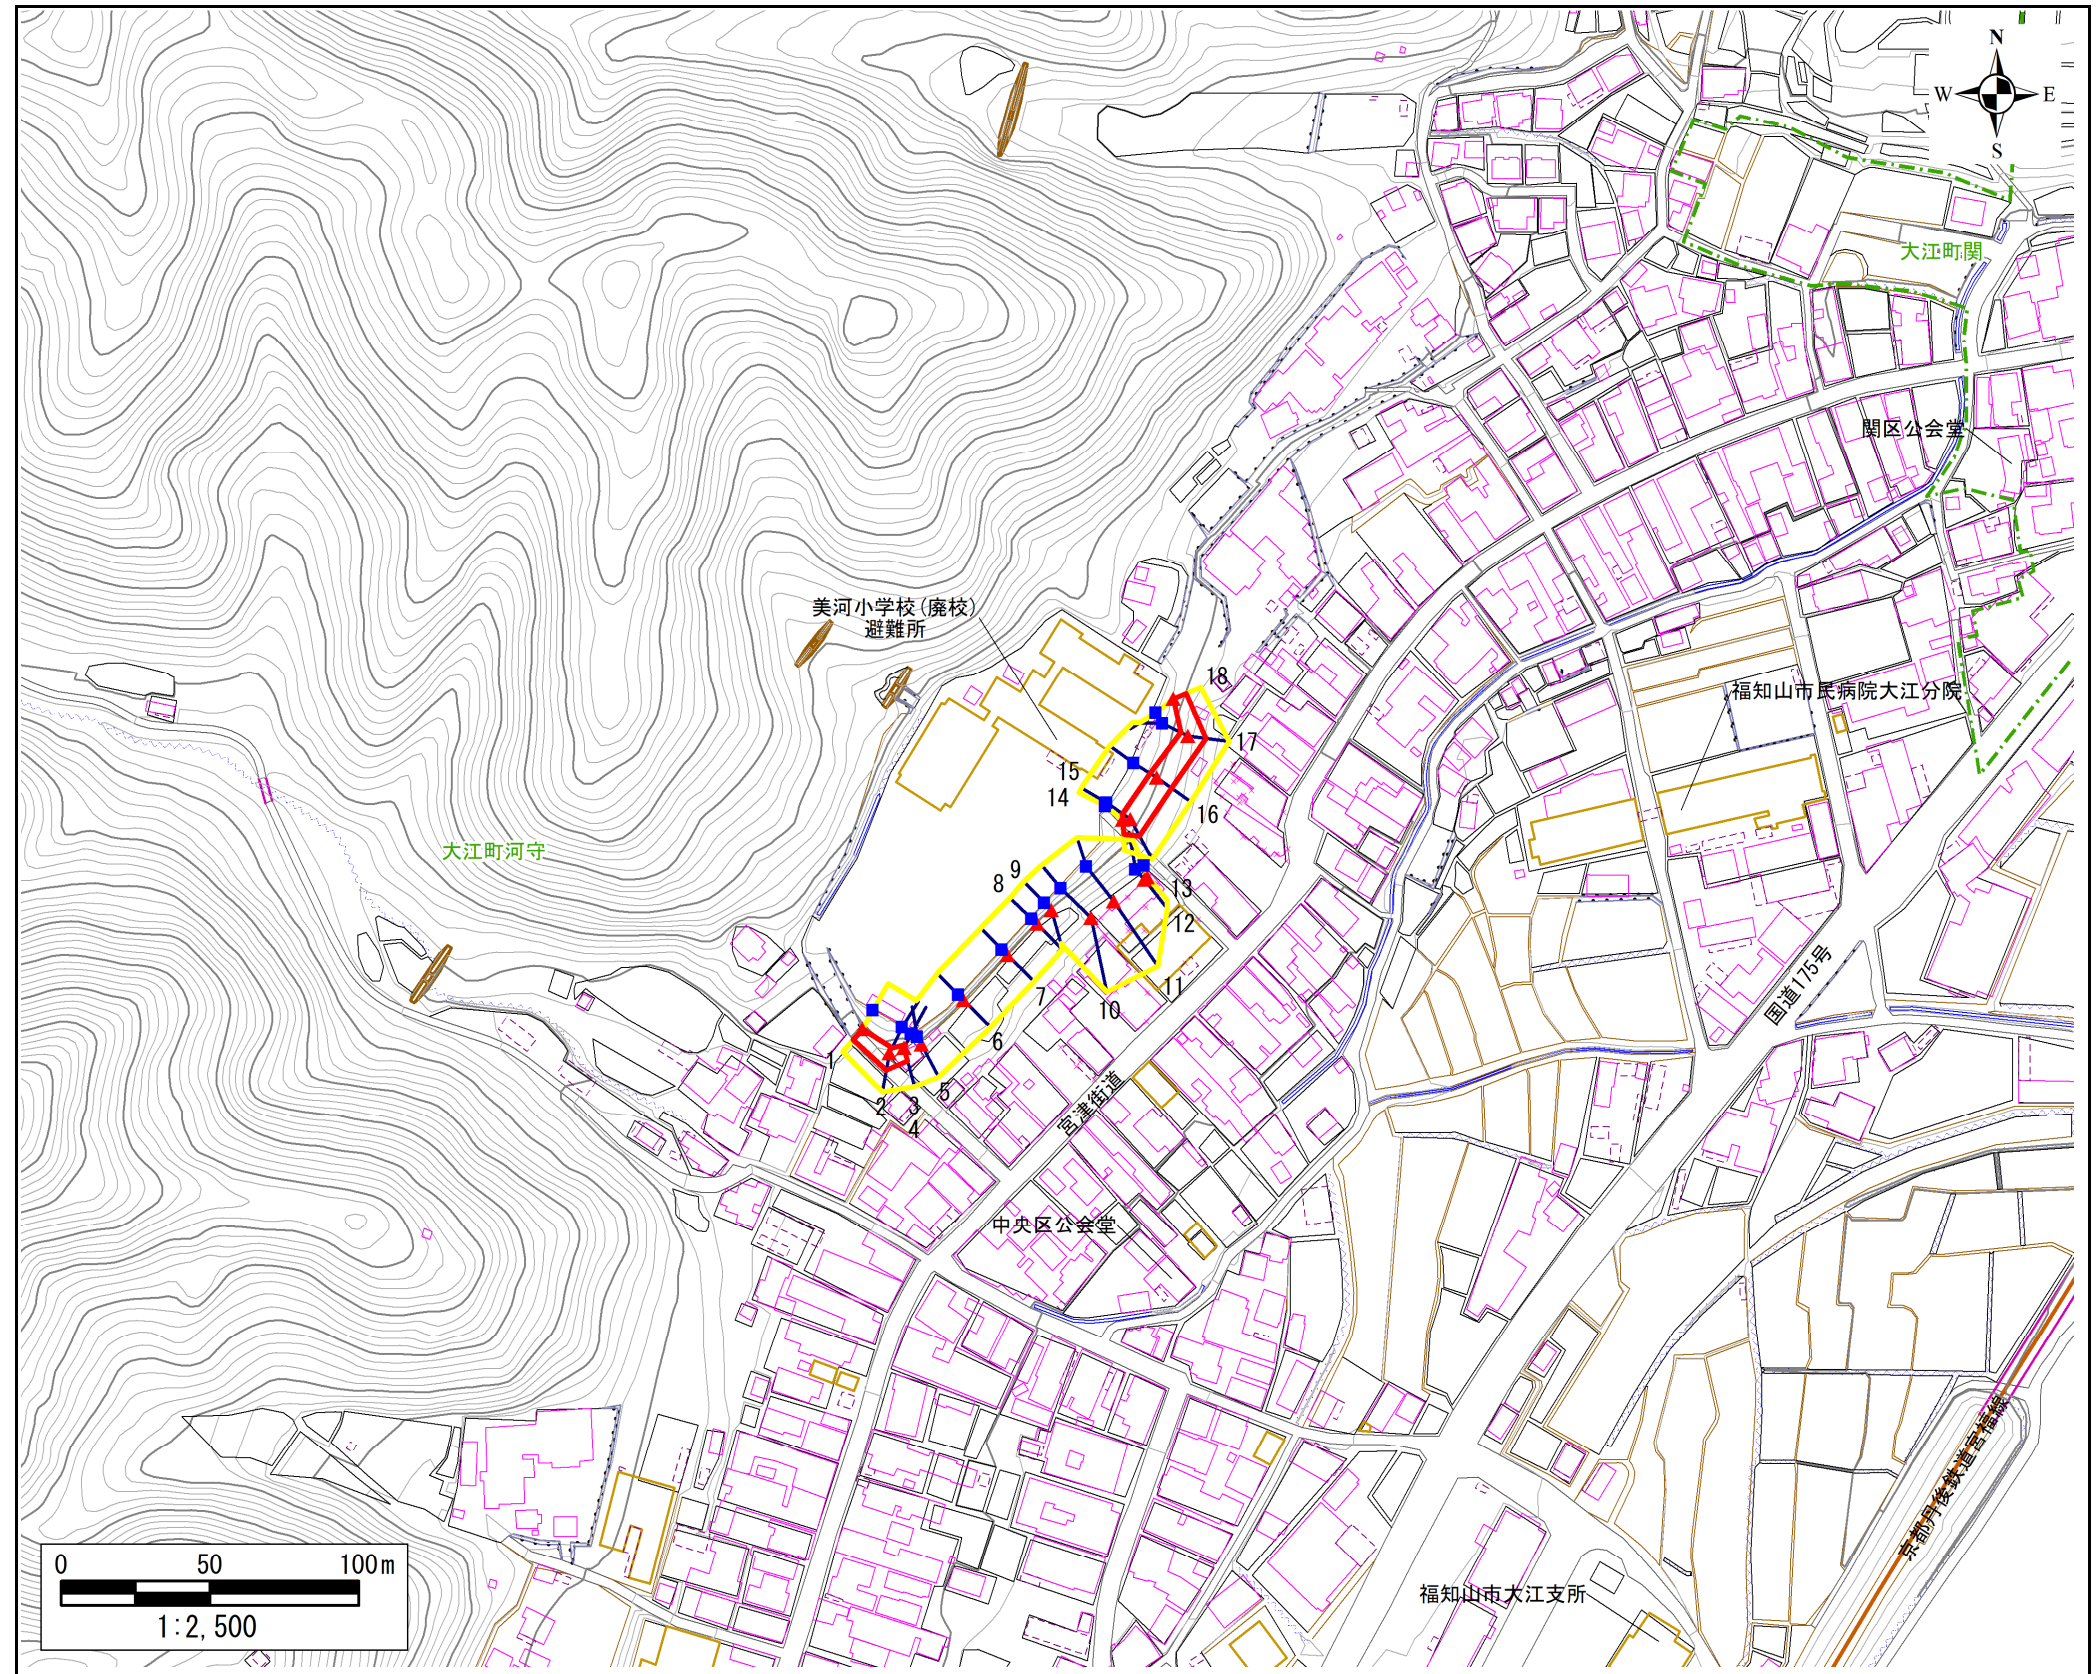 N
W E
S
大江町関
関区公会堂
美河小学校(廃校)
避難所
福知山市民病院大江分院
18
17
15
14
16
大江町河守
9
8
13
12
11
10
7
6
国道175号
1
5
2
3
4
宮津街道
中央区公会堂
京都丹後鉄道宮福線
福知山市大江支所
0 50 100m
1:2,500